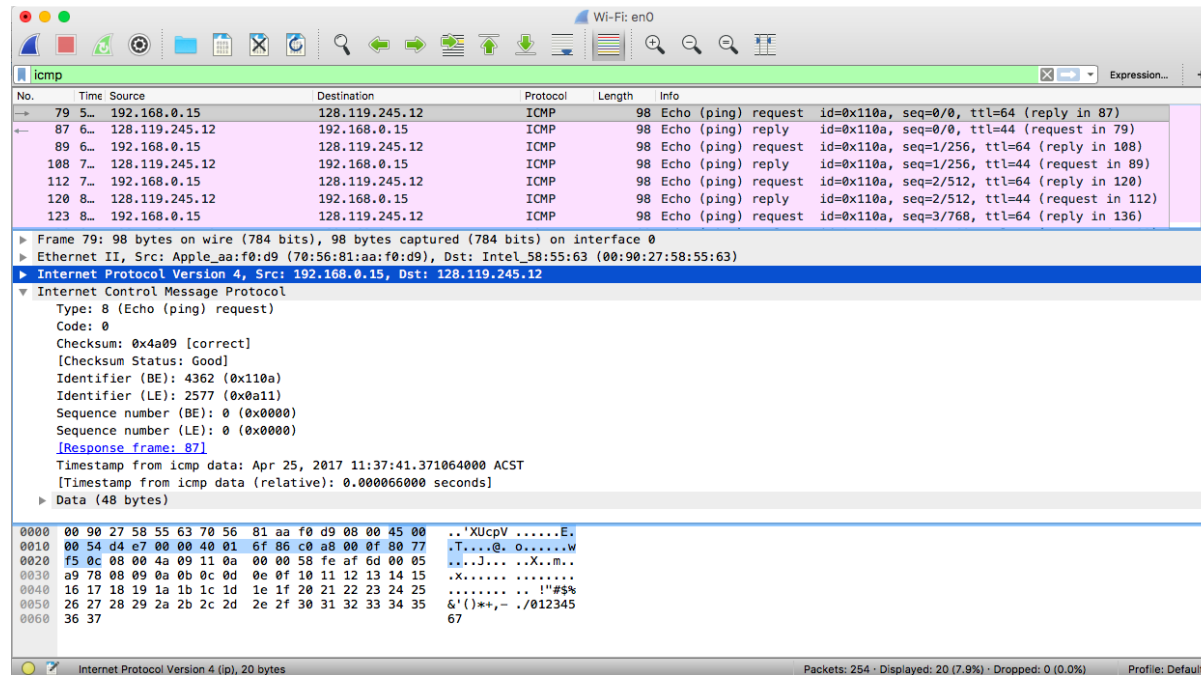 Wi-Fi: en0
icmp
Expression...
No. Time Source Destination Protocol Length Info
79 5… 192.168.0.15 128.119.245.12 ICMP 98 Echo (ping) request id=0x110a, seq=0/0, ttl=64 (reply in 87)
87 6… 128.119.245.12 192.168.0.15 ICMP 98 Echo (ping) reply id=0x110a, seq=0/0, ttl=44 (request in 79)
89 6… 192.168.0.15 128.119.245.12 ICMP 98 Echo (ping) request id=0x110a, seq=1/256, ttl=64 (reply in 108)
108 7… 128.119.245.12 192.168.0.15 ICMP 98 Echo (ping) reply id=0x110a, seq=1/256, ttl=44 (request in 89)
112 7… 192.168.0.15 128.119.245.12 ICMP 98 Echo (ping) request id=0x110a, seq=2/512, ttl=64 (reply in 120)
120 8… 128.119.245.12 192.168.0.15 ICMP 98 Echo (ping) reply id=0x110a, seq=2/512, ttl=44 (request in 112)
123 8… 192.168.0.15 128.119.245.12 ICMP 98 Echo (ping) request id=0x110a, seq=3/768, ttl=64 (reply in 136)
Frame 79: 98 bytes on wire (784 bits), 98 bytes captured (784 bits) on interface 0
Ethernet II, Src: Apple_aa:f0:d9 (70:56:81:aa:f0:d9), Dst: Intel_58:55:63 (00:90:27:58:55:63)
Internet Protocol Version 4, Src: 192.168.0.15, Dst: 128.119.245.12
Internet Control Message Protocol
Type: 8 (Echo (ping) request)
Code: 0
Checksum: 0x4a09 [correct]
[Checksum Status: Good]
Identifier (BE): 4362 (0x110a)
Identifier (LE): 2577 (0x0a11)
Sequence number (BE): 0 (0x0000)
Sequence number (LE): 0 (0x0000)
[Response frame: 87]
Timestamp from icmp data: Apr 25, 2017 11:37:41.371064000 ACST
[Timestamp from icmp data (relative): 0.000066000 seconds]
Data (48 bytes)
0000 00 90 27 58 55 63 70 56 81 aa f0 d9 08 00 45 00 ..'XUcpV ......E.
0010 00 54 d4 e7 00 00 40 01 6f 86 c0 a8 00 0f 80 77 .T....@. o......w
0020 f5 0c 08 00 4a 09 11 0a 00 00 58 fe af 6d 00 05 ....J... ..X..m..
0030 a9 78 08 09 0a 0b 0c 0d 0e 0f 10 11 12 13 14 15 .x...... ........
0040 16 17 18 19 1a 1b 1c 1d 1e 1f 20 21 22 23 24 25 ........ .. !"#$%
0050 26 27 28 29 2a 2b 2c 2d 2e 2f 30 31 32 33 34 35 &'()*+,- ./012345
0060 36 37 67
Internet Protocol Version 4 (ip), 20 bytes Packets: 254 · Displayed: 20 (7.9%) · Dropped: 0 (0.0%) Profile: Default